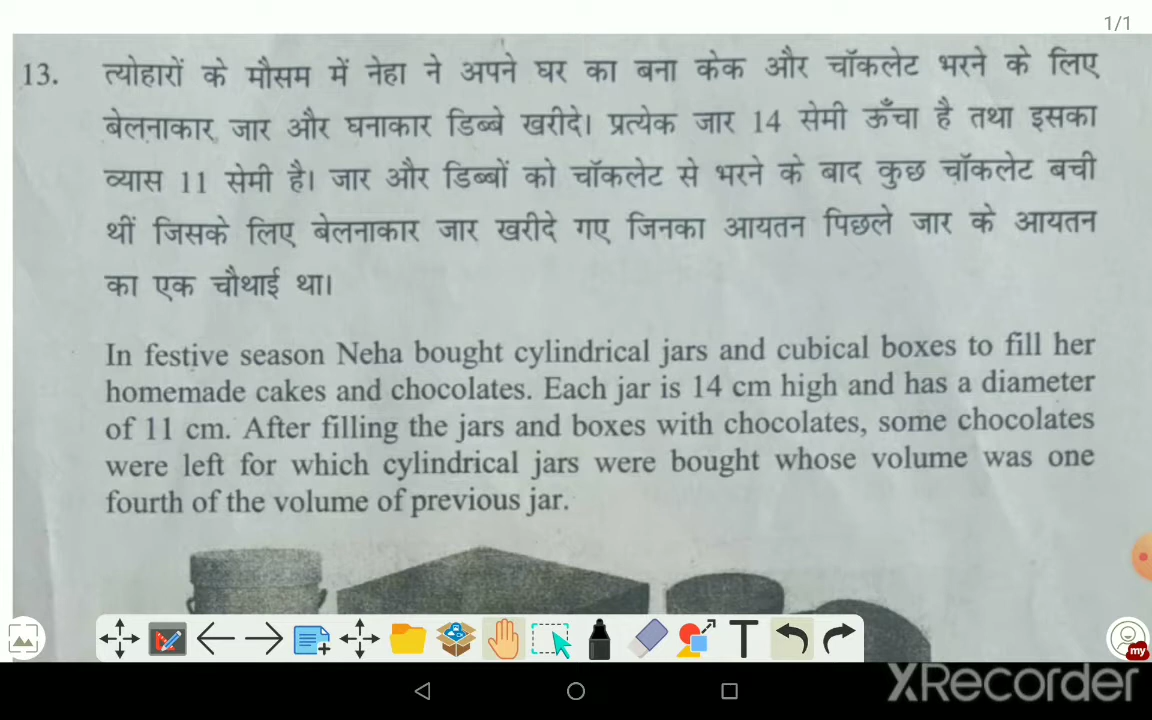 1/1
13. त्योहारों के मौसम में नेहा ने अपने घर का बना केक और चॉकलेट भरने के लिए
बेलनाकार जार और घनाकार डिब्बे खरीदे। प्रत्येक जार 14 सेमी ऊँचा है तथा इसका
व्यास 11 सेमी है। जार और डिब्बों को चॉकलेट से भरने के बाद कुछ चॉकलेट बची
थीं जिसके लिए बेलनाकार जार खरीदे गए जिनका आयतन पिछले जार के आयतन
का एक चौथाई था।
In festive season Neha bought cylindrical jars and cubical boxes to fill her
homemade cakes and chocolates. Each jar is 14 cm high and has a diameter
of 11 cm. After filling the jars and boxes with chocolates, some chocolates
were left for which cylindrical jars were bought whose volume was one
fourth of the volume of previous jar.
T
my
XRecorder